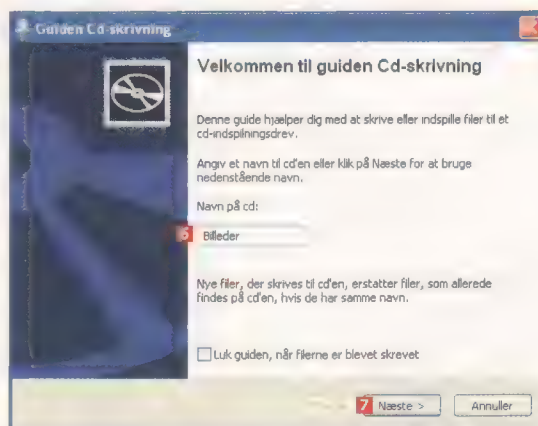 Guiden Cd-skrivning
Velkommen til guiden Cd-skrivning
Denne guide hjælper dig med at skrive eller indspille filer til et
cd-indspilningsdrev.
Angiv et navn til cd'en eller klik på Næste for at bruge
nedenstående navn.
Navn på cd:
6 Billeder
Nye filer, der skrives til cd'en, erstatter filer, som allerede
findes på cd'en, hvis de har samme navn.
Luk guiden, når filerne er blevet skrevet
7 Næste > Annuller